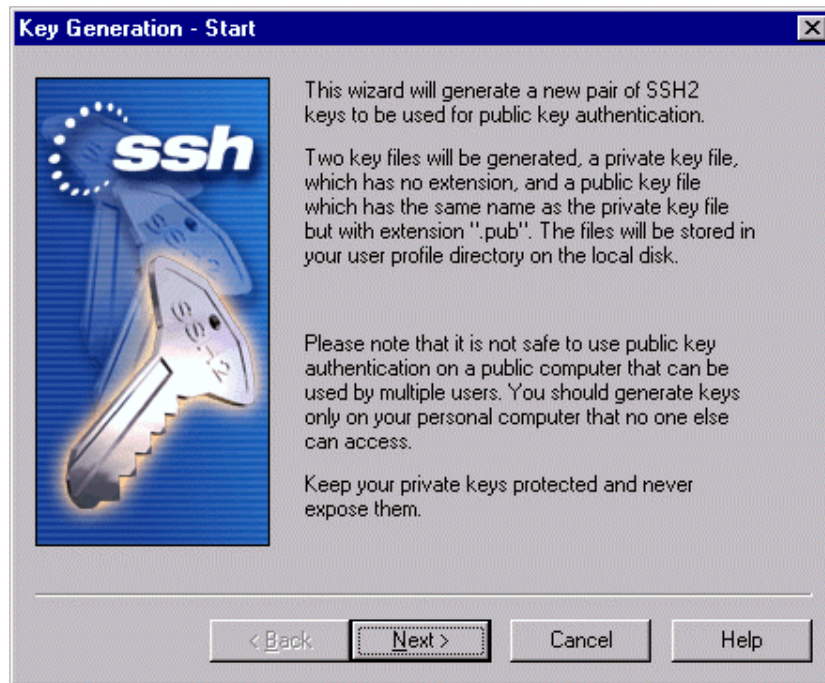 Key Generation - Start
ssh
This wizard will generate a new pair of SSH2
keys to be used for public key authentication.
Two key files will be generated, a private key file,
which has no extension, and a public key file
which has the same name as the private key file
but with extension ".pub". The files will be stored in
your user profile directory on the local disk.
Please note that it is not safe to use public key
authentication on a public computer that can be
used by multiple users. You should generate keys
only on your personal computer that no one else
can access.
Keep your private keys protected and never
expose them.
< Back
Next >
Cancel
Help